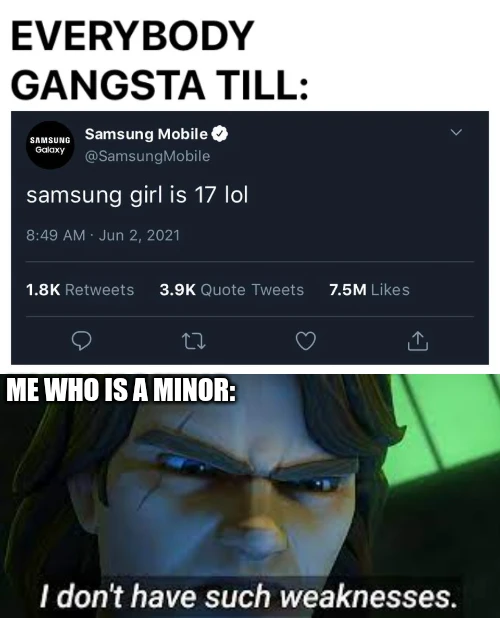 EVERYBODY
GANGSTA TILL:
SAMSUNG
Galaxy
Samsung Mobile
@SamsungMobile
samsung girl is 17 lol
8:49 AM · Jun 2, 2021
1.8K Retweets 3.9K Quote Tweets 7.5M Likes
ME WHO IS A MINOR:
I don't have such weaknesses.